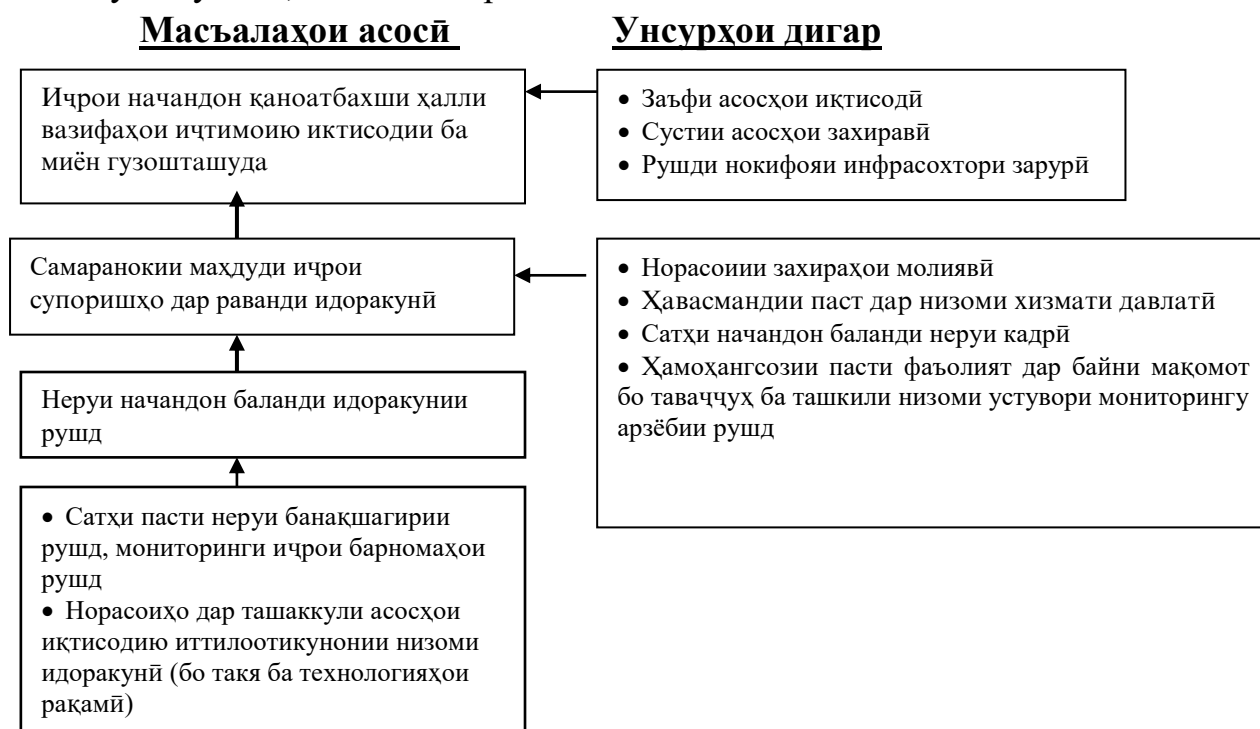 Масъалаҳои асосӣ
Унсурҳои дигар
Иҷрои начандон қаноатбахши ҳалли
вазифаҳои иҷтимоию иқтисодии ба
миён гузошташуда
• Заъфи асосҳои иқтисодӣ
• Сустии асосҳои захиравӣ
• Рушди нокифояи инфрасохтори зарурӣ
Самаранокии маҳдуди иҷрои
супоришҳо дар раванди идоракунӣ
• Норасоиии захираҳои молиявӣ
• Ҳавасмандии паст дар низоми хизмати давлатӣ
• Сатҳи начандон баланди неруи кадрӣ
• Ҳамоҳангсозии пасти фаъолият дар байни мақомот
бо таваҷҷуҳ ба ташкили низоми устувори мониторингу
арзёбии рушд
Неруи начандон баланди идоракунии
рушд
• Сатҳи пасти неруи банақшагирии
рушд, мониторинги иҷрои барномаҳои
рушд
• Норасоиҳо дар ташаккули асосҳои
иқтисодию иттилоотикунонии низоми
идоракунӣ (бо такя ба технологияҳои
рақамӣ)